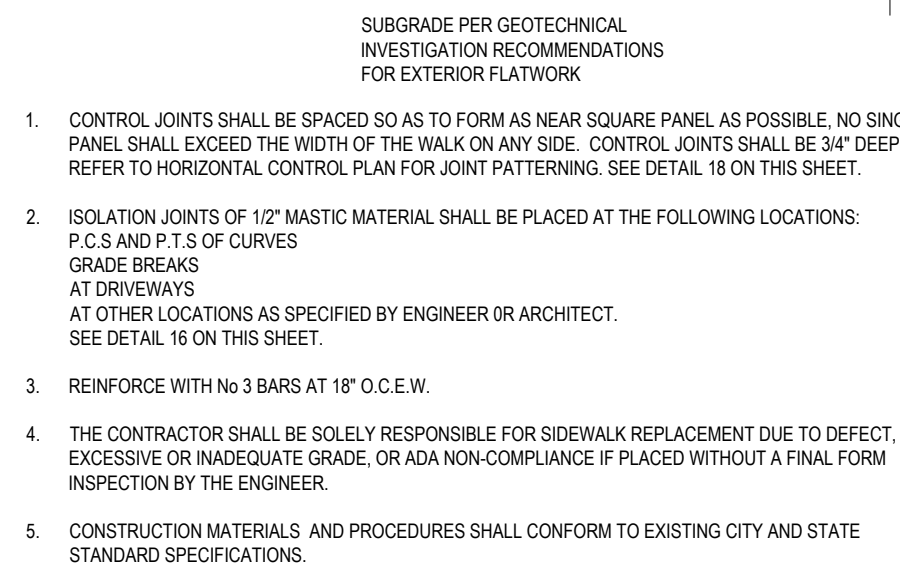 SUBGRADE PER GEOTECHNICAL
INVESTIGATION RECOMMENDATIONS
FOR EXTERIOR FLATWORK
1. CONTROL JOINTS SHALL BE SPACED SO AS TO FORM AS NEAR SQUARE PANEL AS POSSIBLE, NO
PANEL SHALL EXCEED THE WIDTH OF THE WALK ON ANY SIDE. CONTROL JOINTS SHALL BE 3/4" DEEP
REFER TO HORIZONTAL CONTROL PLAN FOR JOINT PATTERNING. SEE DETAIL 18 ON THIS SHEET.
2. ISOLATION JOINTS OF 1/2" MASTIC MATERIAL SHALL BE PLACED AT THE FOLLOWING LOCATIONS:
P.C.S AND P.T.S OF CURVES
GRADE BREAKS
AT DRIVEWAYS
AT OTHER LOCATIONS AS SPECIFIED BY ENGINEER 0R ARCHITECT.
SEE DETAIL 16 ON THIS SHEET.
3. REINFORCE WITH No 3 BARS AT 18" O.C.E.W.
4. THE CONTRACTOR SHALL BE SOLELY RESPONSIBLE FOR SIDEWALK REPLACEMENT DUE TO DEFECT,
EXCESSIVE OR INADEQUATE GRADE, OR ADA NON-COMPLIANCE IF PLACED WITHOUT A FINAL FORM
INSPECTION BY THE ENGINEER.
5. CONSTRUCTION MATERIALS AND PROCEDURES SHALL CONFORM TO EXISTING CITY AND STATE
STANDARD SPECIFICATIONS.